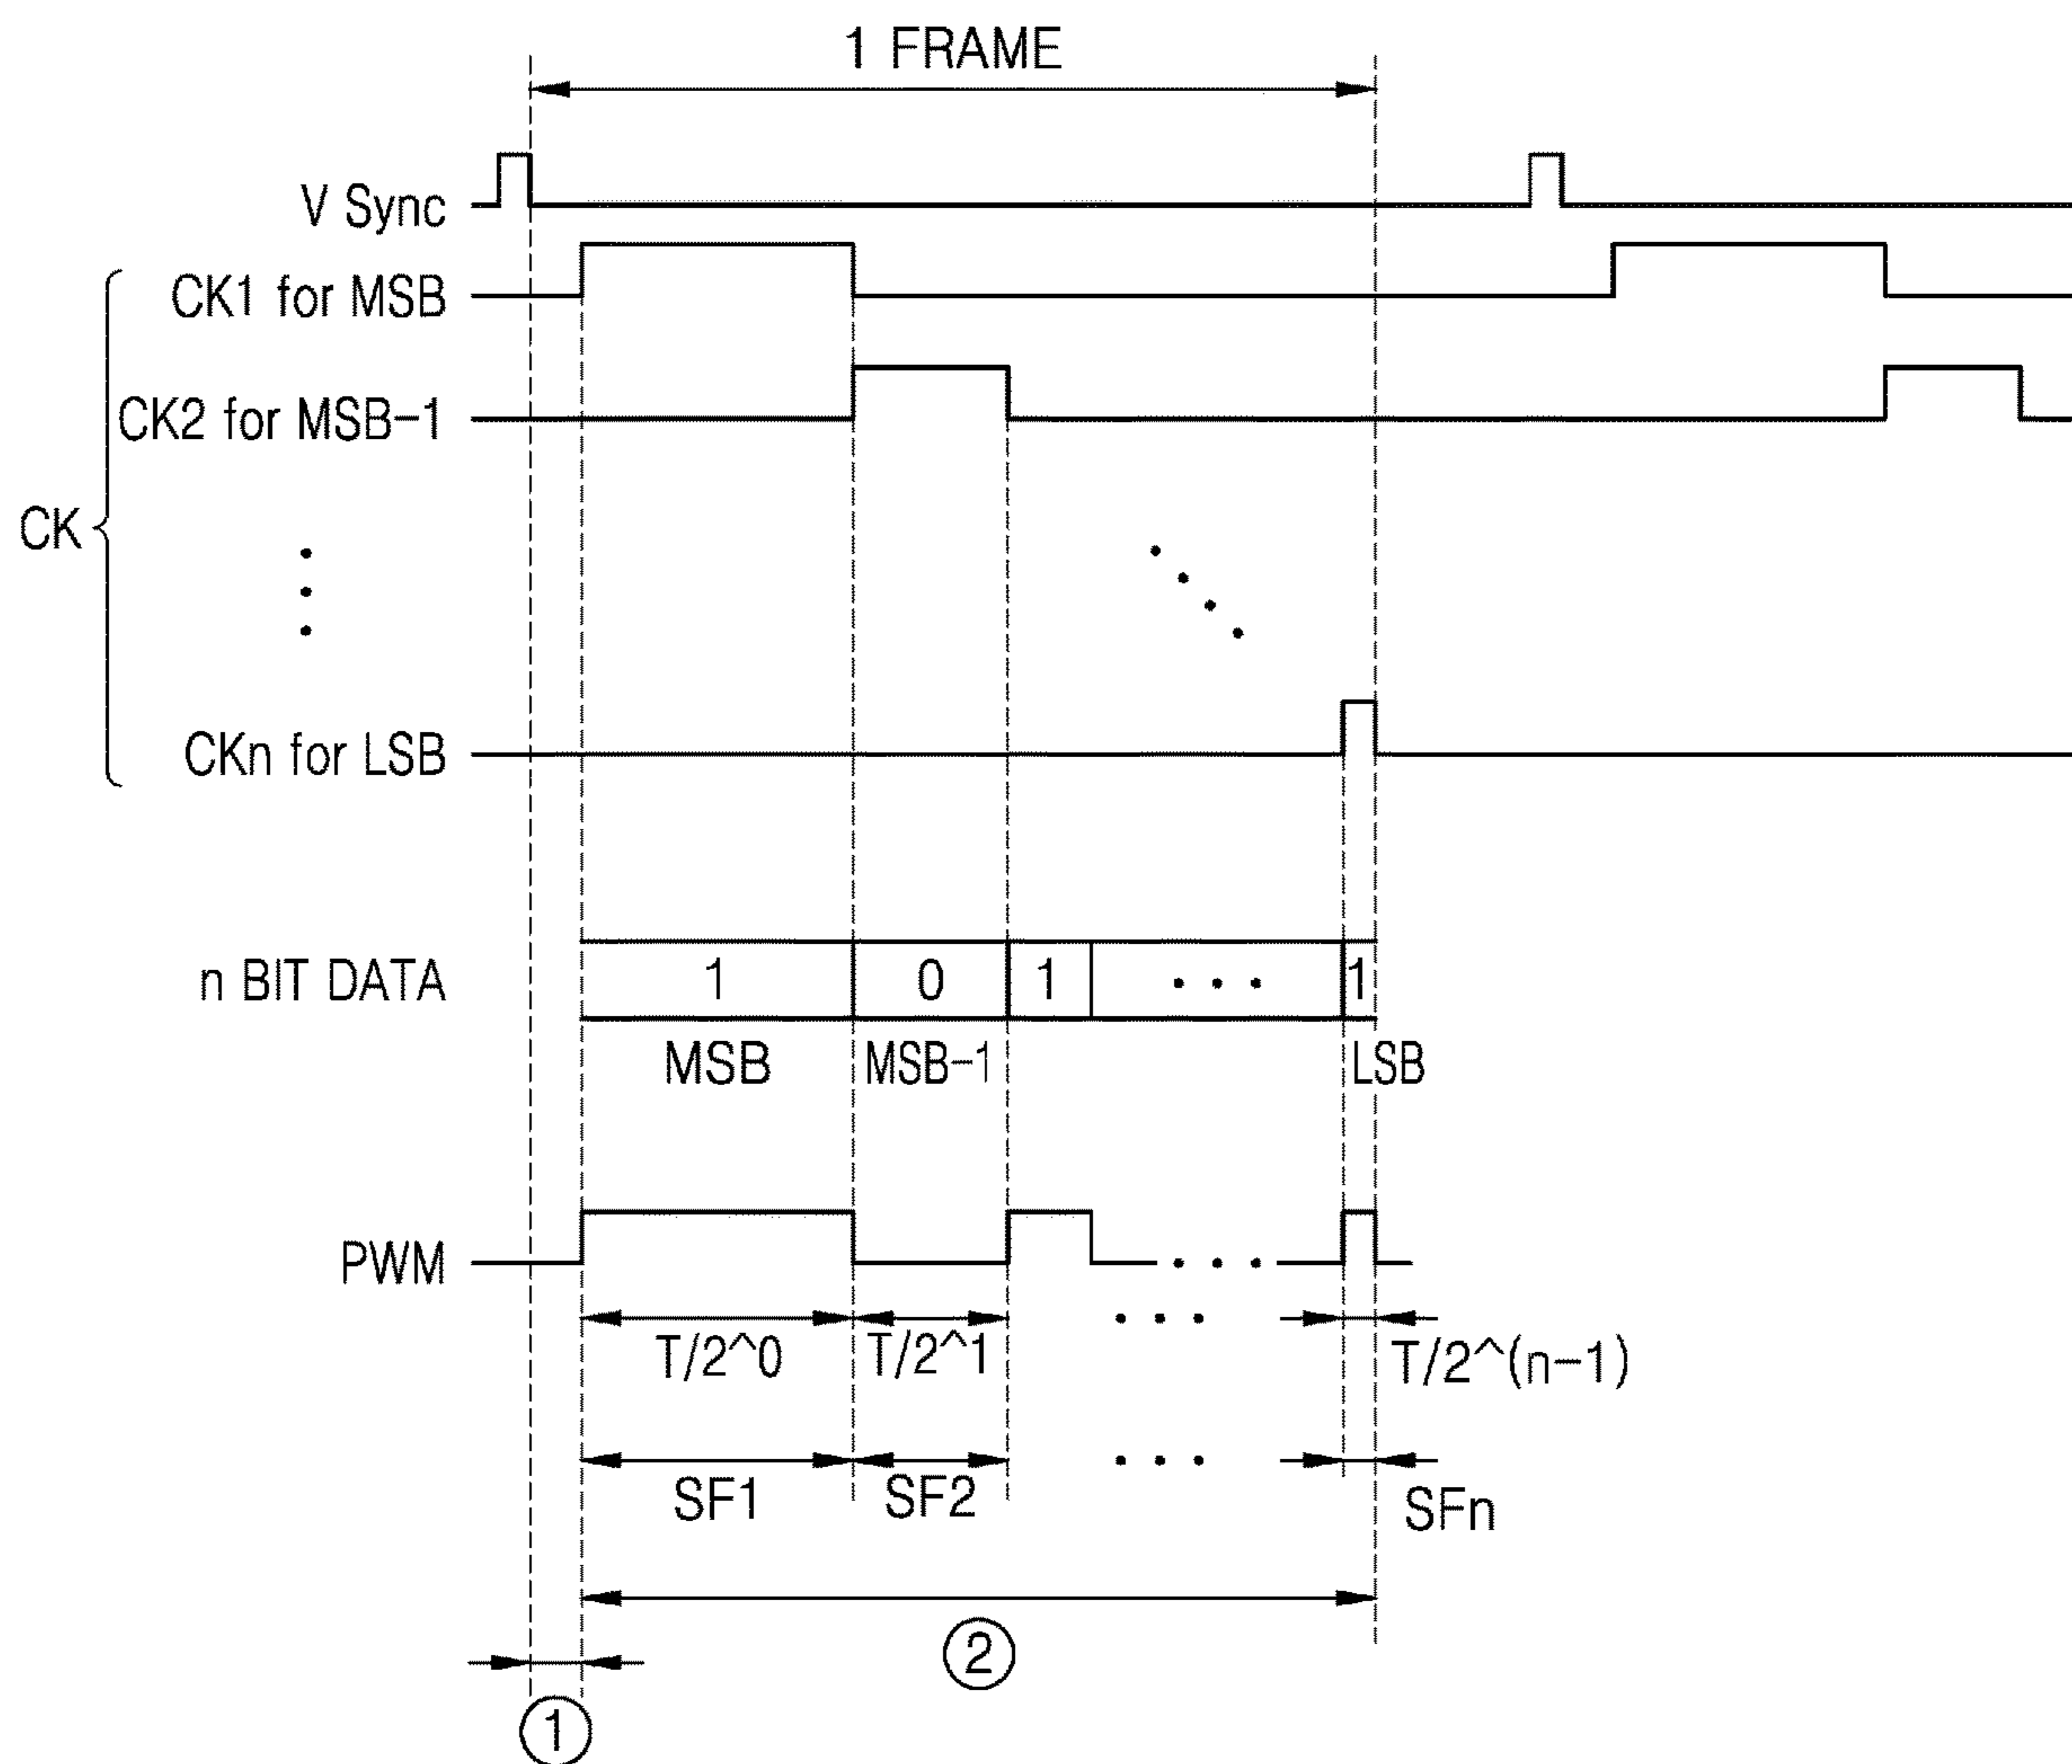 1 FRAME
V Sync
CK1 for MSB
CK2 for MSB-1
CK
CKn for LSB
n BIT DATA 1 0 1 ... 1
MSB MSB-1 LSB
PWM ...
...
T/2^0 T/2^1 T/2^(n-1)
...
SF1 SF2 SFn
2
1